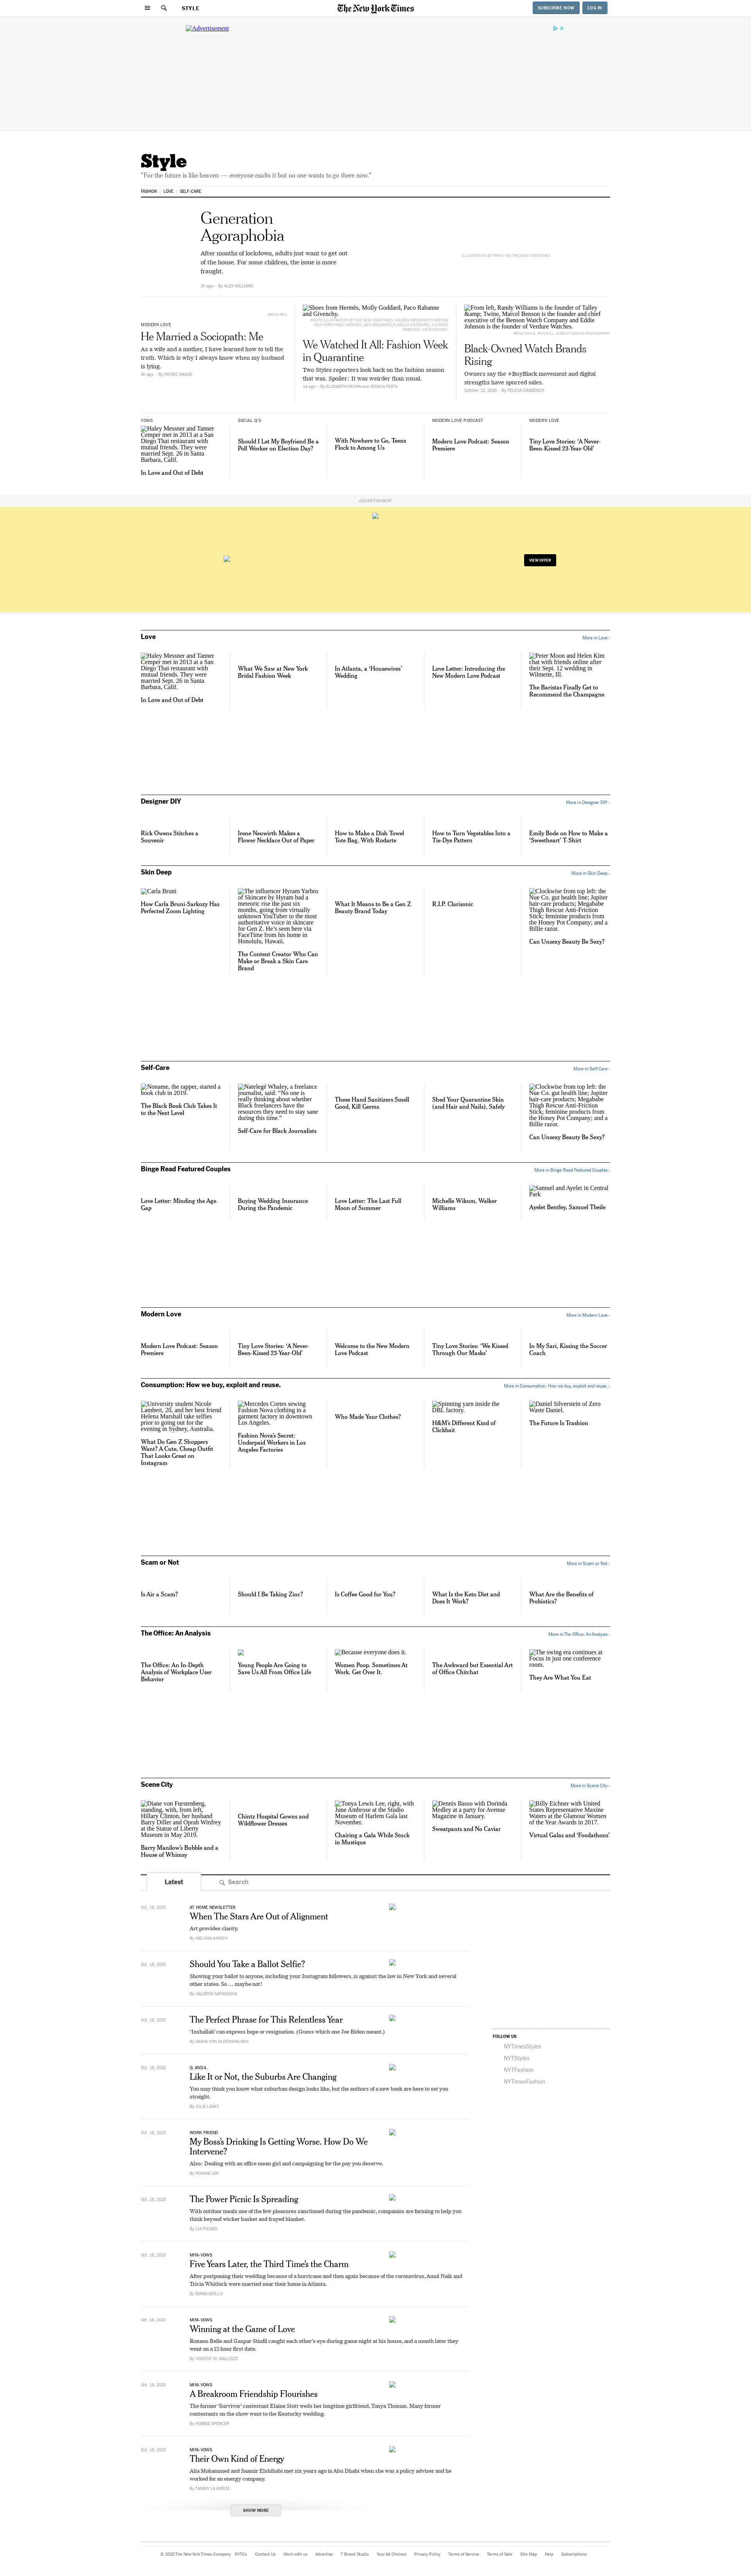 STYLE
The New York Times
SUBSCRIBE NOW
LOG IN
Advertisement
Style
"For the future is like heaven — everyone exalts it but no one wants to go there now."
FASHION
LOVE
SELF-CARE
Generation
Agoraphobia
After months of lockdown, adults just want to get out
of the house. For some children, the issue is more
fraught.
By ALEX WILLIAMS
MODERN LOVE
He Married a Sociopath: Me
As a wife and a mother, I have learned how to tell the
truth. Which is why I always know when my husband
is lying.
By PATRIC GAGNE
Shoes from Hermès, Molly Goddard, Paco Rabanne
and Givenchy.
We Watched It All: Fashion Week
in Quarantine
Two Styles reporters look back on the fashion season
that was. Spoiler: It was weirder than usual.
By ELIZABETH PATON and JESSICA TESTA
From left, Randy Williams is the founder of Talley
&amp; Twine, Marcel Benson is the founder and chief
executive of the Benson Watch Company and Eddie
Johnson is the founder of Verdure Watches.
Black-Owned Watch Brands
Rising
Owners say the #BuyBlack movement and digital
strengths have spurred sales.
October 12, 2020 - By FELICIA CRADDOCK
VOWS
Haley Messner and Tanner
Cemper met in 2013 at a San
Diego Thai restaurant with
mutual friends. They were
married Sept. 26 in Santa
Barbara, Calif.
In Love and Out of Debt
SOCIAL Q'S
Should I Let My Boyfriend Be a
Poll Worker on Election Day?
With Nowhere to Go, Teens
Flock to Among Us
MODERN LOVE PODCAST
Modern Love Podcast: Season
Premiere
MODERN LOVE
Tiny Love Stories: 'A Never-
Been-Kissed 23-Year-Old'
ADVERTISEMENT
VIEW OFFER
Love
More in Love ›
Haley Messner and Tanner
Cemper met in 2013 at a San
Diego Thai restaurant with
mutual friends. They were
married Sept. 26 in Santa
Barbara, Calif.
In Love and Out of Debt
What We Saw at New York
Bridal Fashion Week
In Atlanta, a 'Housewives'
Wedding
Love Letter: Introducing the
New Modern Love Podcast
Peter Moon and Helen Kim
chat with friends online after
their Sept. 12 wedding in
Wilmette, Ill.
The Baristas Finally Get to
Recommend the Champagne
Designer DIY
More in Designer DIY ›
Rick Owens Stitches a
Souvenir
Irene Neuwirth Makes a
Flower Necklace Out of Paper
How to Make a Dish Towel
Tote Bag, With Rodarte
How to Turn Vegetables Into a
Tie-Dye Pattern
Emily Bode on How to Make a
'Sweetheart' T-Shirt
Skin Deep
More in Skin Deep ›
Carla Bruni
How Carla Bruni-Sarkozy Has
Perfected Zoom Lighting
The influencer Hyram Yarbro
of Skincare by Hyram had a
meteoric rise the past six
months, going from virtually
unknown YouTuber to the most
authoritative voice in skincare
for Gen Z. He's seen here via
FaceTime from his home in
Honolulu, Hawaii.
The Content Creator Who Can
Make or Break a Skin Care
Brand
What It Means to Be a Gen Z
Beauty Brand Today
R.I.P. Clarisonic
Clockwise from top left: the
Nue Co. gut health line; Jupiter
hair-care products; Megababe
Thigh Rescue Anti-Friction
Stick; feminine products from
the Honey Pot Company; and a
Billie razor.
Can Unsexy Beauty Be Sexy?
Self-Care
More in Self-Care ›
Noname, the rapper, started a
book club in 2019.
The Black Book Club Takes It
to the Next Level
Natelegé Whaley, a freelance
journalist, said: "No one is
really thinking about whether
Black freelancers have the
resources they need to stay sane
during this time."
Self-Care for Black Journalists
These Hand Sanitizers Smell
Good, Kill Germs
Shed Your Quarantine Skin
(and Hair and Nails), Safely
Clockwise from top left: the
Nue Co. gut health line; Jupiter
hair-care products; Megababe
Thigh Rescue Anti-Friction
Stick; feminine products from
the Honey Pot Company; and a
Billie razor.
Can Unsexy Beauty Be Sexy?
Binge Read Featured Couples
More in Binge Read Featured Couples ›
Love Letter: Minding the Age
Gap
Buying Wedding Insurance
During the Pandemic
Love Letter: The Last Full
Moon of Summer
Michelle Wikum, Walker
Williams
Samuel and Ayelet in Central
Park
Ayelet Bentley, Samuel Theile
Modern Love
More in Modern Love ›
Modern Love Podcast: Season
Premiere
Tiny Love Stories: 'A Never-
Been-Kissed 23-Year-Old'
Welcome to the New Modern
Love Podcast
Tiny Love Stories: 'We Kissed
Through Our Masks'
In My Sari, Kissing the Soccer
Coach
Consumption: How we buy, exploit and reuse.
More in Consumption: How we buy, exploit and reuse. ›
University student Nicole
Lambert, 20, and her best friend
Helena Marshall take selfies
prior to going out for the
evening in Sydney, Australia.
What Do Gen Z Shoppers
Want? A Cute, Cheap Outfit
That Looks Great on
Instagram
Mercedes Cortes sewing
Fashion Nova clothing in a
garment factory in downtown
Los Angeles.
Fashion Nova's Secret:
Underpaid Workers in Los
Angeles Factories
Who Made Your Clothes?
Spinning yarn inside the
DBL factory.
H&M's Different Kind of
Clickbait
Daniel Silverstein of Zero
Waste Daniel.
The Future Is Trashion
Scam or Not
More in Scam or Not ›
Is Air a Scam?
Should I Be Taking Zinc?
Is Coffee Good for You?
What Is the Keto Diet and
Does It Work?
What Are the Benefits of
Probiotics?
The Office: An Analysis
More in The Office: An Analysis ›
The Office: An In-Depth
Analysis of Workplace User
Behavior
Young People Are Going to
Save Us All From Office Life
Because everyone does it.
Women Poop. Sometimes At
Work. Get Over It.
The Awkward but Essential Art
of Office Chitchat
The swing era continues at
Focus in just one conference
room.
They Are What You Eat
Scene City
More in Scene City ›
Diane von Furstenberg,
standing, with, from left,
Hillary Clinton, her husband
Barry Diller and Oprah Winfrey
at the Statue of Liberty
Museum in May 2019.
Barry Manilow's Bubble and a
House of Whimsy
Chintz Hospital Gowns and
Wildflower Dresses
Tonya Lewis Lee, right, with
June Ambrose at the Studio
Museum of Harlem Gala last
November.
Chairing a Gala While Stuck
in Mustique
Dennis Basso with Dorinda
Medley at a party for Avenue
Magazine in January.
Sweatpants and No Caviar
Billy Eichner with United
States Representative Maxine
Waters at the Glamour Women
of the Year Awards in 2017.
Virtual Galas and 'Foodathons'
Latest
Search
AT HOME NEWSLETTER
When The Stars Are Out of Alignment
Art provides clarity.
By MELISSA KIRSCH
Should You Take a Ballot Selfie?
Showing your ballot to anyone, including your Instagram followers, is against the law in New York and several
other states. So … maybe not!
By VALERIYA SAFRONOVA
The Perfect Phrase for This Relentless Year
'Inshallah' can express hope or resignation. (Guess which one Joe Biden meant.)
By SASHA VON OLDERSHAUSEN
Q. AND A.
Like It or Not, the Suburbs Are Changing
You may think you know what suburban design looks like, but the authors of a new book are here to set you
straight.
By JULIE LASKY
WORK FRIEND
My Boss's Drinking Is Getting Worse. How Do We
Intervene?
Also: Dealing with an office mean girl and campaigning for the pay you deserve.
By ROXANE GAY
The Power Picnic Is Spreading
With outdoor meals one of the few pleasures sanctioned during the pandemic, companies are forming to help you
think beyond wicker basket and frayed blanket.
By LIA PICARD
MINI-VOWS
Five Years Later, the Third Time's the Charm
After postponing their wedding because of a hurricane and then again because of the coronavirus, Amol Naik and
Tricia Whitlock were married near their home in Atlanta.
By EMMA GRILLO
MINI-VOWS
Winning at the Game of Love
Roxann Belle and Gaspar Stinfil caught each other's eye during game night at his house, and a month later they
went on a 12-hour first date.
By VINCENT M. MALLOZZI
MINI-VOWS
A Breakroom Friendship Flourishes
The former 'Survivor' contestant Elaine Stott weds her longtime girlfriend, Tonya Thomas. Many former
contestants on the show went to the Kentucky wedding.
By ROBBIE SPENCER
MINI-VOWS
Their Own Kind of Energy
Alia Mohammed and Saamir Elshihabi met six years ago in Abu Dhabi when she was a policy adviser and he
worked for an energy company.
By TAMMY LA GORCE
FOLLOW US
NYTimesStyles
NYTStyles
NYTFashion
NYTimesFashion
SHOW MORE
© 2020 The New York Times Company
NYTCo
Contact Us
Work with us
Advertise
T Brand Studio
Your Ad Choices
Privacy Policy
Terms of Service
Terms of Sale
Site Map
Help
Subscriptions